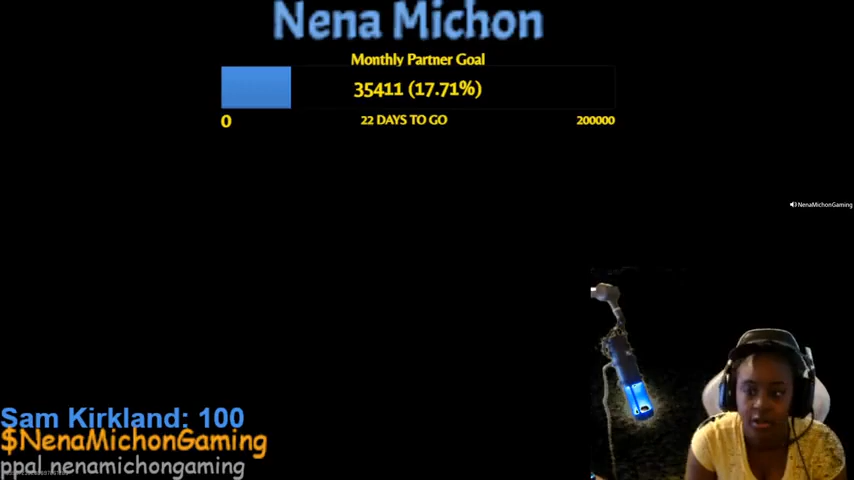 Nena Michon
Monthly Partner Goal
35411 (17.71%)
0 22 DAYS TO GO 200000
NenaMichonGaming
Sam Kirkland: 100
$NenaMichonGaming
ppal nenamichongaming